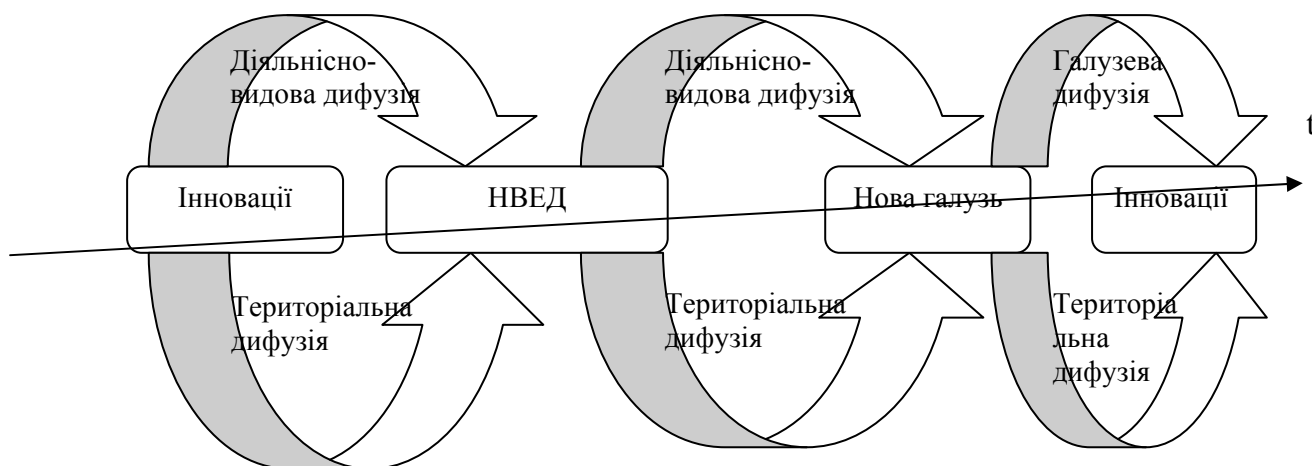 Діяльнісно-
видова дифузія
Діяльнісно-
видова дифузія
Галузева
дифузія
t
Інновації
НВЕД
Нова галузь
Інновації
Територіальна
дифузія
Територіальна
дифузія
Територіа
льна
дифузія